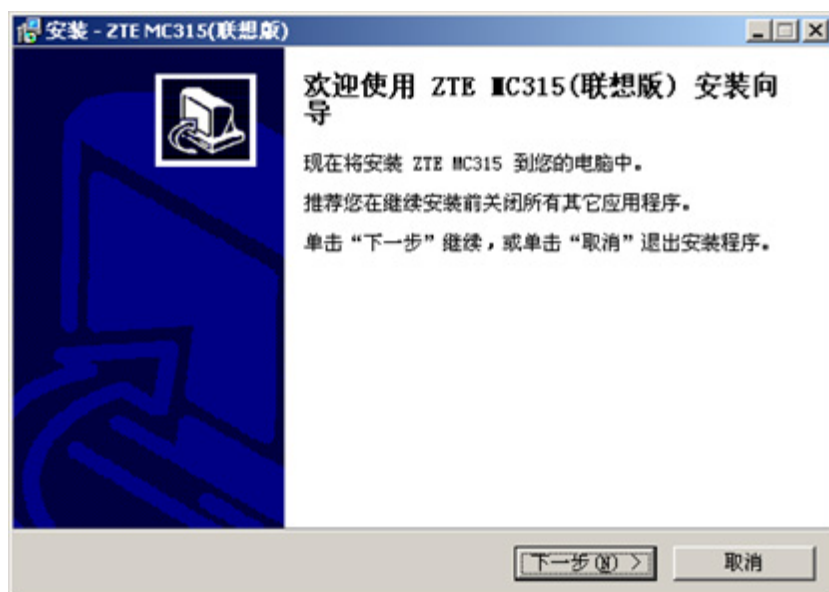 安装 - ZTE MC315(联想版)
欢迎使用 ZTE MC315(联想版) 安装向
导
现在将安装 ZTE MC315 到您的电脑中。
推荐您在继续安装前关闭所有其它应用程序。
单击“下一步”继续，或单击“取消”退出安装程序。
下一步(N) >
取消